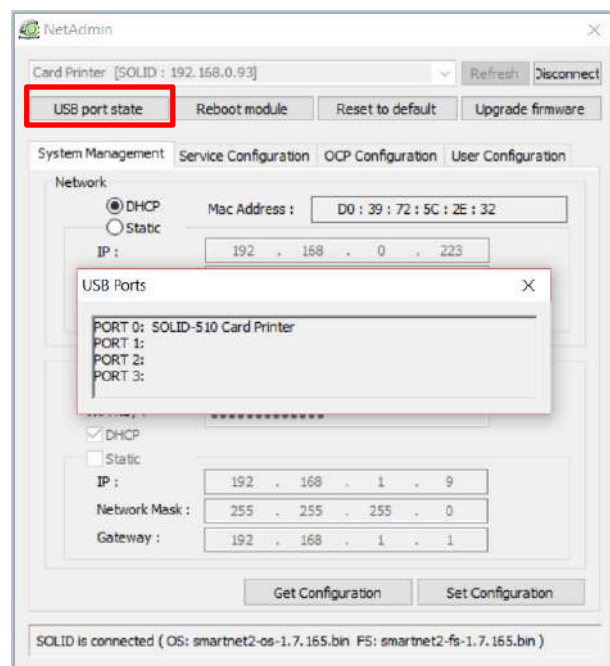 NetAdmin
Card Printer [SOLID : 192.168.0.93] Refresh Disconnect
USB port state Reboot module Reset to default Upgrade firmware
System Management Service Configuration OCP Configuration User Configuration
Network
DHCP Mac Address : D0 : 39 : 72 : 5C : 2E : 32
Static
IP : 192 . 168 . 0 . 223
USB Ports
PORT 0: SOLID-510 Card Printer
PORT 1:
PORT 2:
PORT 3:
DHCP
Static
IP : 192 . 168 . 1 . 9
Network Mask : 255 . 255 . 255 . 0
Gateway : 192 . 168 . 1 . 1
Get Configuration Set Configuration
SOLID is connected ( OS: smartnet2-os-1.7.165.bin FS: smartnet2-fs-1.7.165.bin )